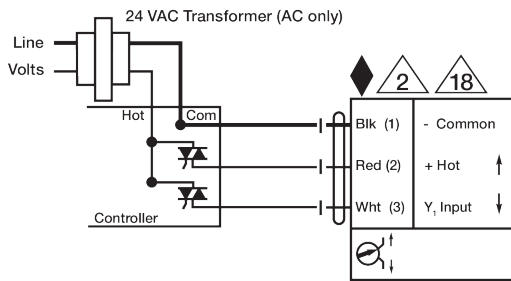 24 VAC Transformer (AC only)
Line
Volts
2
18
Hot
Com
Blk (1)
- Common
Red (2)
+ Hot
Wht (3)
Y₁ Input
Controller